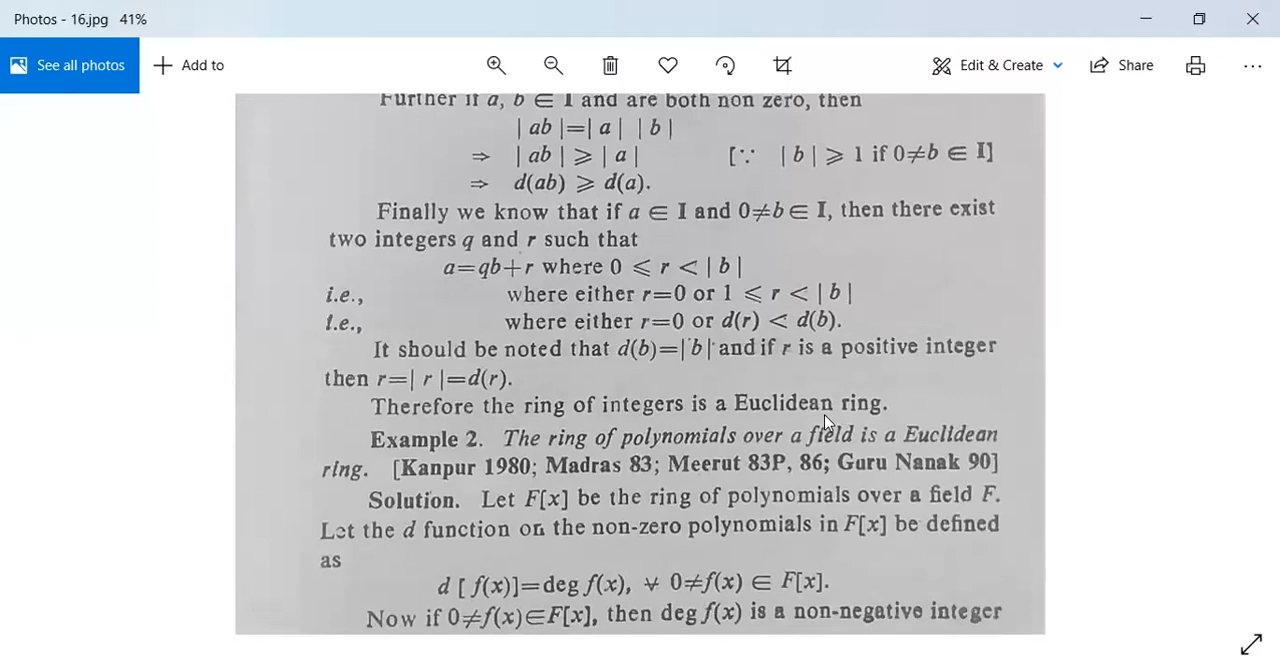 Photos - 16.jpg 41%
See all photos
Add to
Edit & Create
Share
Further if a, b ∈ I and are both non zero, then
| ab |=| a | | b |
⇒ | ab | ⩾ | a | [∵ | b | ⩾ 1 if 0≠b ∈ I]
⇒ d(ab) ⩾ d(a).
Finally we know that if a ∈ I and 0≠b ∈ I, then there exist
two integers q and r such that
a=qb+r where 0 ⩽ r < | b |
i.e., where either r=0 or 1 ⩽ r < | b |
i.e., where either r=0 or d(r) < d(b).
It should be noted that d(b)=| b | and if r is a positive integer
then r=| r |=d(r).
Therefore the ring of integers is a Euclidean ring.
Example 2. The ring of polynomials over a field is a Euclidean
ring. [Kanpur 1980; Madras 83; Meerut 83P, 86; Guru Nanak 90]
Solution. Let F[x] be the ring of polynomials over a field F.
Let the d function on the non-zero polynomials in F[x] be defined
as
d [ f(x)]=deg f(x), ∀ 0≠f(x) ∈ F[x].
Now if 0≠f(x)∈F[x], then deg f(x) is a non-negative integer